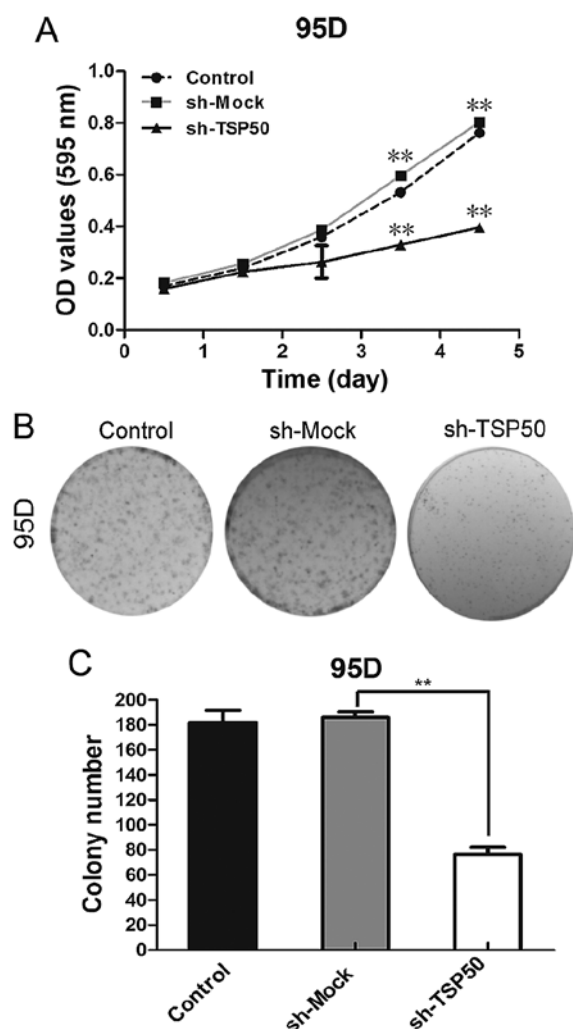 A
95D
Control
sh-Mock
sh-TSP50
OD values (595 nm)
1.0
0.8
0.6
0.4
0.2
0.0
**
**
**
**
0 1 2 3 4 5
Time (day)
B
Control sh-Mock sh-TSP50
95D
C
95D
**
Colony number
200
180
160
140
120
100
80
60
40
20
0
Control sh-Mock sh-TSP50